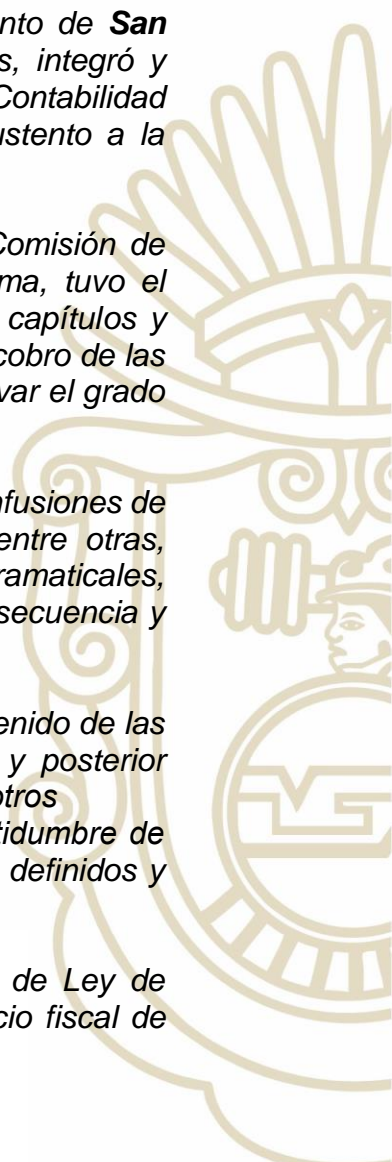 nto de San
s, integró y
Contabilidad
ustento a la
Comisión de
ma, tuvo el
capítulos y
cobro de las
var el grado
nfusiones de
entre otras,
ramaticales,
secuencia y
enido de las
y posterior
otros
tidumbre de
definidos y
de Ley de
cio fiscal de